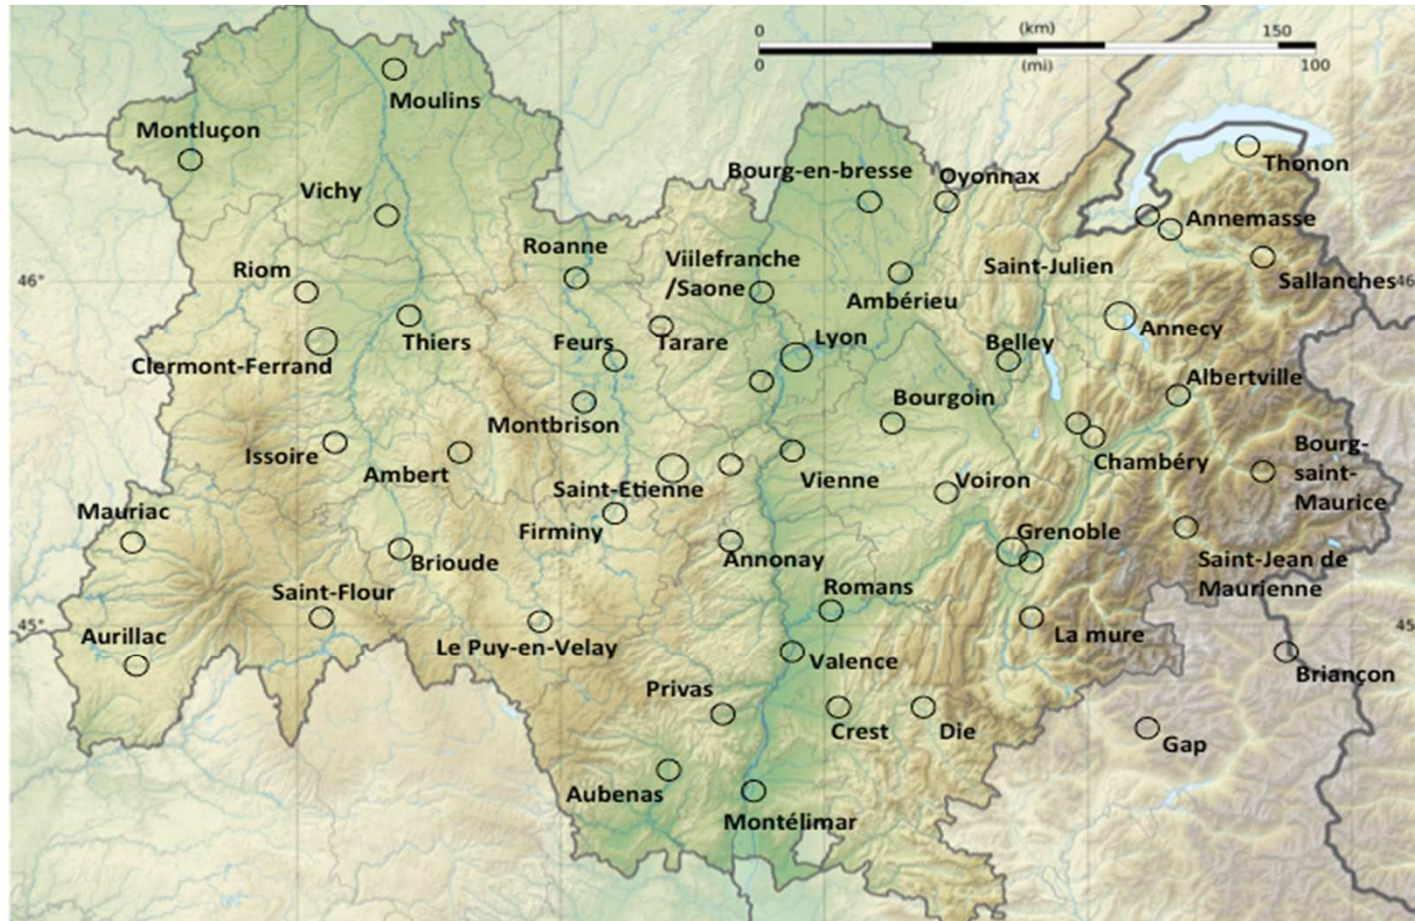 0 (km) 150
0 (mi) 100
Moulins
Montluçon
Thonon
Bourg-en-bresse
Oyonnax
Vichy
Annemasse
Roanne
Viilefranche
/Saone
Riom
Saint-Julien
46°
Sallanches
46
Ambérieu
Annecy
Thiers
Feurs
Tarare
Lyon
Belley
Clermont-Ferrand
Albertville
Bourgoin
Montbrison
Issoire
Ambert
Chambéry
Bourg-
saint-
Maurice
Saint-Etienne
Vienne
Voiron
Mauriac
Firminy
Grenoble
Brioude
Annonay
Saint-Jean de
Maurienne
Saint-Flour
Romans
45°
45
Aurillac
Le Puy-en-Velay
La mure
Valence
Briançon
Privas
Crest
Die
Gap
Aubenas
Montélimar